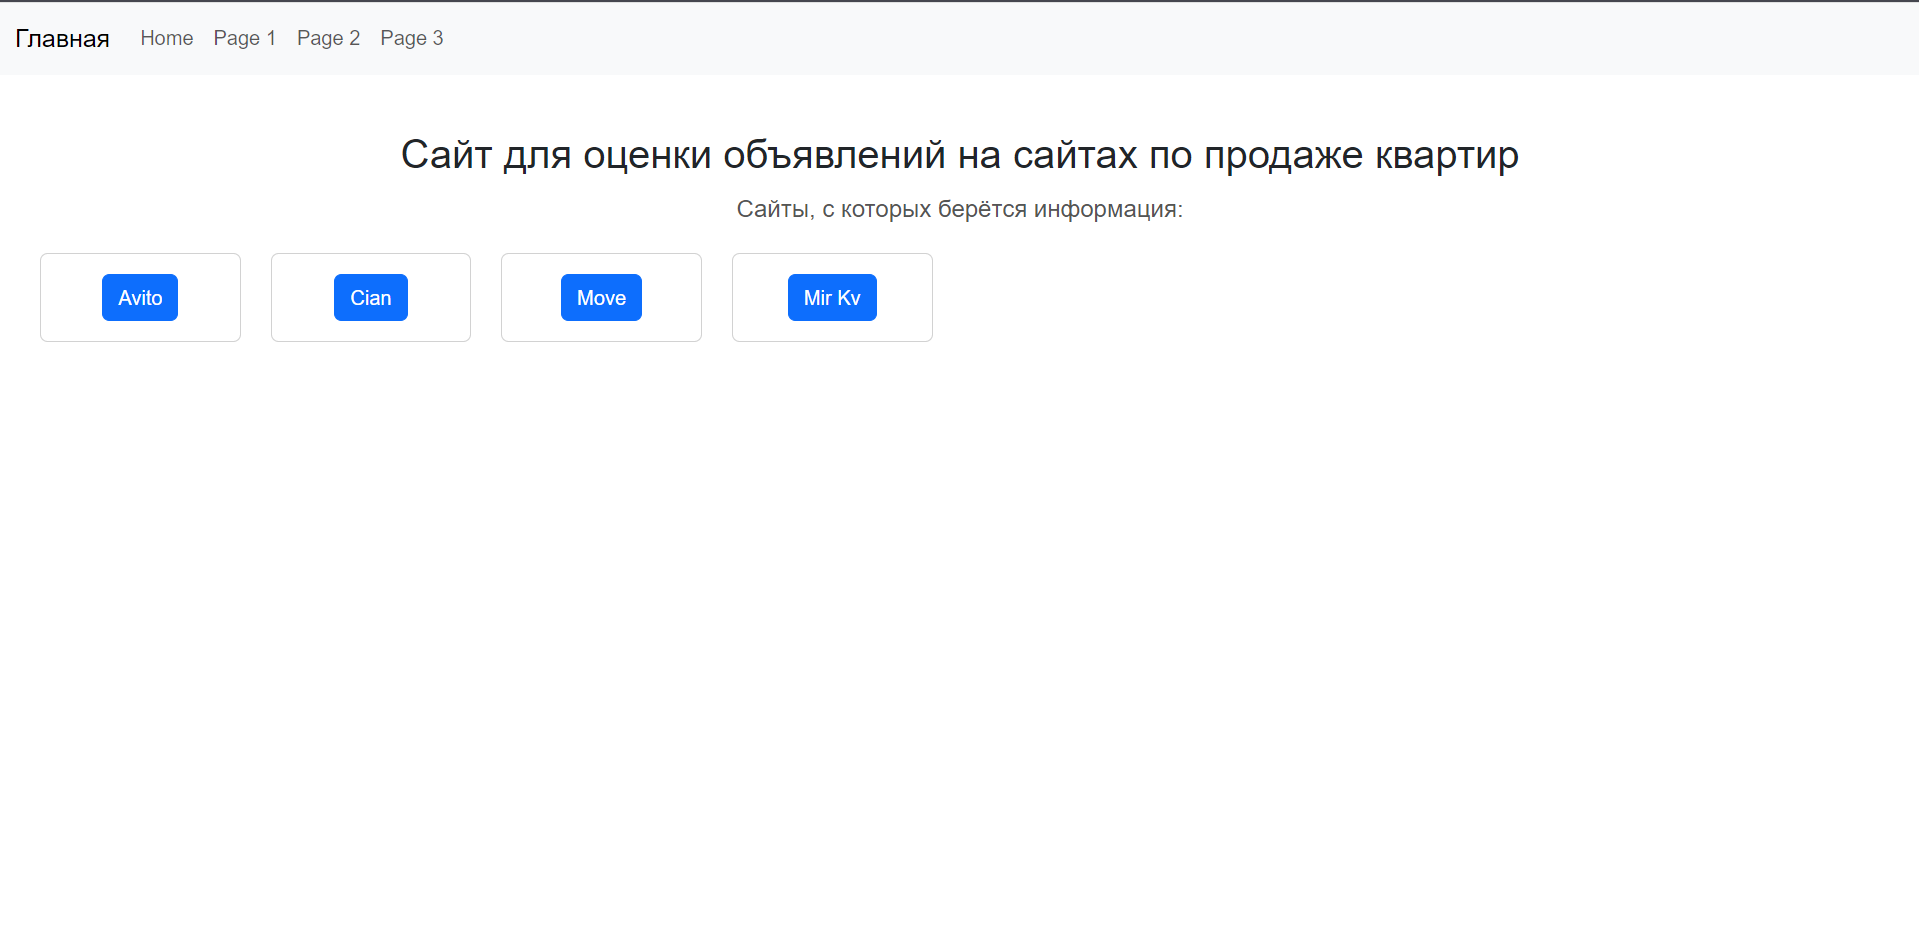 Главная Home Page 1 Page 2 Page 3
Сайт для оценки объявлений на сайтах по продаже квартир
Сайты, с которых берётся информация:
Avito Cian Move Mir Kv